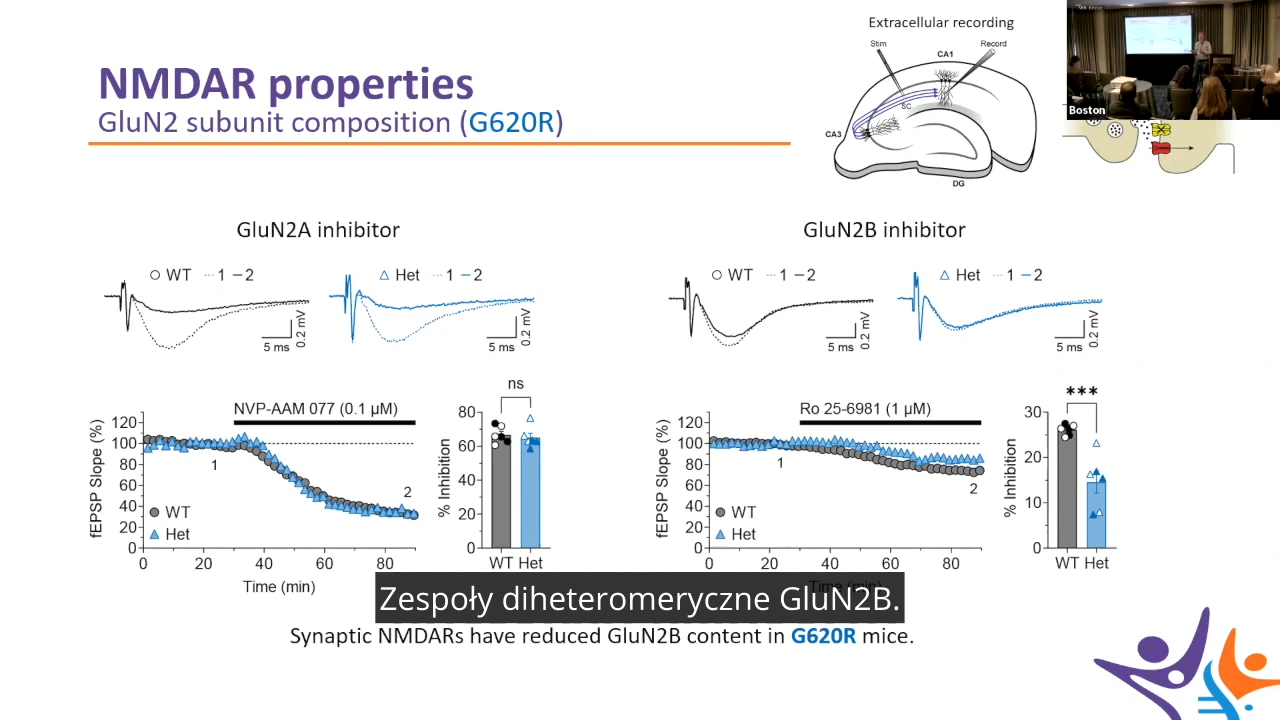 NMDAR properties
GluN2 subunit composition (G620R)
Extracellular recording
Stim
Record
CA1
SC
CA3
DG
Boston
GluN2A inhibitor
WT 1 2
Het 1 2
0.2 mV
5 ms
0.2 mV
5 ms
NVP-AAM 077 (0.1 µM)
fEPSP Slope (%)
120
100
80
60
40
20
0
1
2
WT
Het
0 20 40 60 80
Time (min)
ns
% Inhibition
80
60
40
20
0
WT Het
GluN2B inhibitor
WT 1 2
Het 1 2
0.2 mV
5 ms
0.2 mV
5 ms
Ro 25-6981 (1 µM)
fEPSP Slope (%)
120
100
80
60
40
20
0
1
2
WT
Het
0 20 40 60 80
Time (min)
***
% Inhibition
30
20
10
0
WT Het
Zespoły diheteromeryczne GluN2B.
Synaptic NMDARs have reduced GluN2B content in G620R mice.